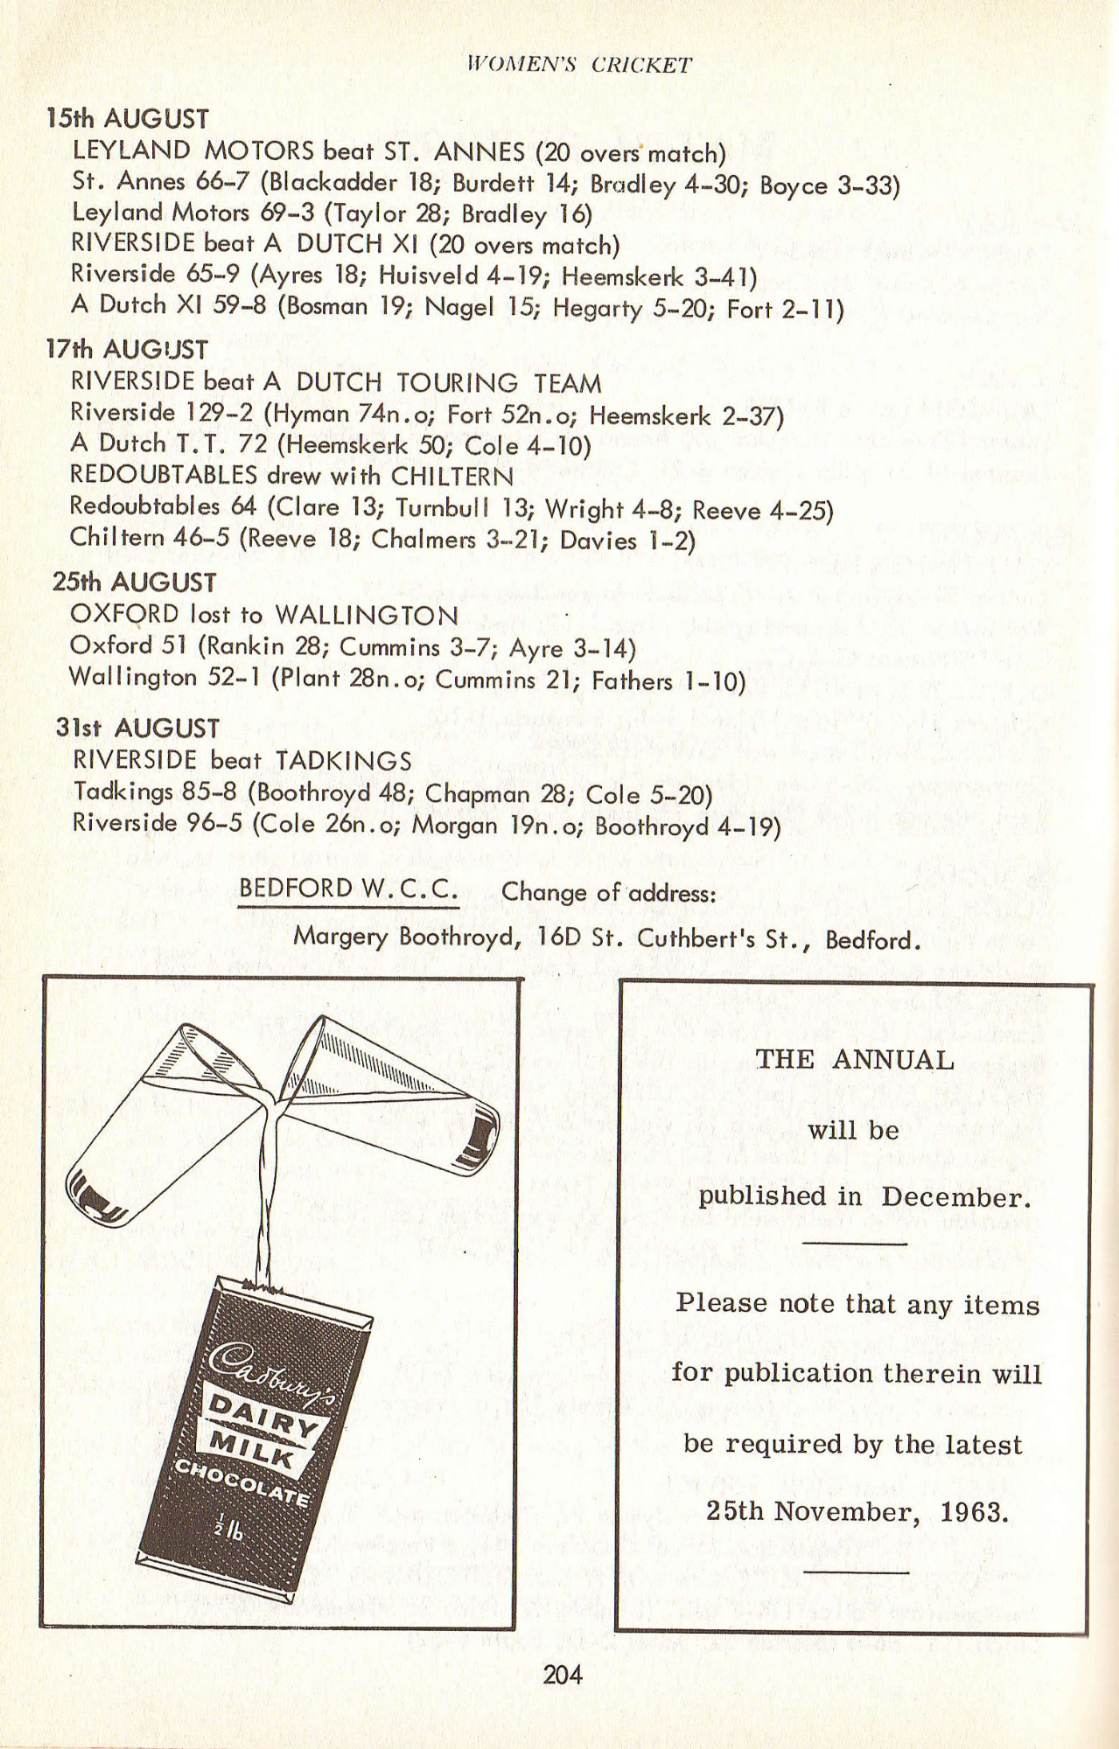 WOMEN'S CRICKET
15th AUGUST
LEYLAND MOTORS beat ST. ANNES (20 overs match)
St. Annes 66-7 (Blackadder 18; Burdett 14; Bradley 4-30; Boyce 3-33)
Leyland Motors 69-3 (Taylor 28; Bradley 16)
RIVERSIDE beat A DUTCH XI (20 overs match)
Riverside 65-9 (Ayres 18; Huisveld 4-19; Heemskerk 3-41)
A Dutch XI 59-8 (Bosman 19; Nagel 15; Hegarty 5-20; Fort 2-11)
17th AUGUST
RIVERSIDE beat A DUTCH TOURING TEAM
Riverside 129-2 (Hyman 74n.o; Fort 52n.o; Heemskerk 2-37)
A Dutch T.T. 72 (Heemskerk 50; Cole 4-10)
REDOUBTABLES drew with CHILTERN
Redoubtables 64 (Clare 13; Turnbull 13; Wright 4-8; Reeve 4-25)
Chiltern 46-5 (Reeve 18; Chalmers 3-21; Davies 1-2)
25th AUGUST
OXFORD lost to WALLINGTON
Oxford 51 (Rankin 28; Cummins 3-7; Ayre 3-14)
Wallington 52-1 (Plant 28n.o; Cummins 21; Fathers 1-10)
31st AUGUST
RIVERSIDE beat TADKINGS
Tadkings 85-8 (Boothroyd 48; Chapman 28; Cole 5-20)
Riverside 96-5 (Cole 26n.o; Morgan 19n.o; Boothroyd 4-19)
BEDFORD W.C.C. Change of address:
Margery Boothroyd, 16D St. Cuthbert's St., Bedford.
Cadbury's
DAIRY
MILK
CHOCOLATE
½ lb
THE ANNUAL
will be
published in December.
Please note that any items
for publication therein will
be required by the latest
25th November, 1963.
204